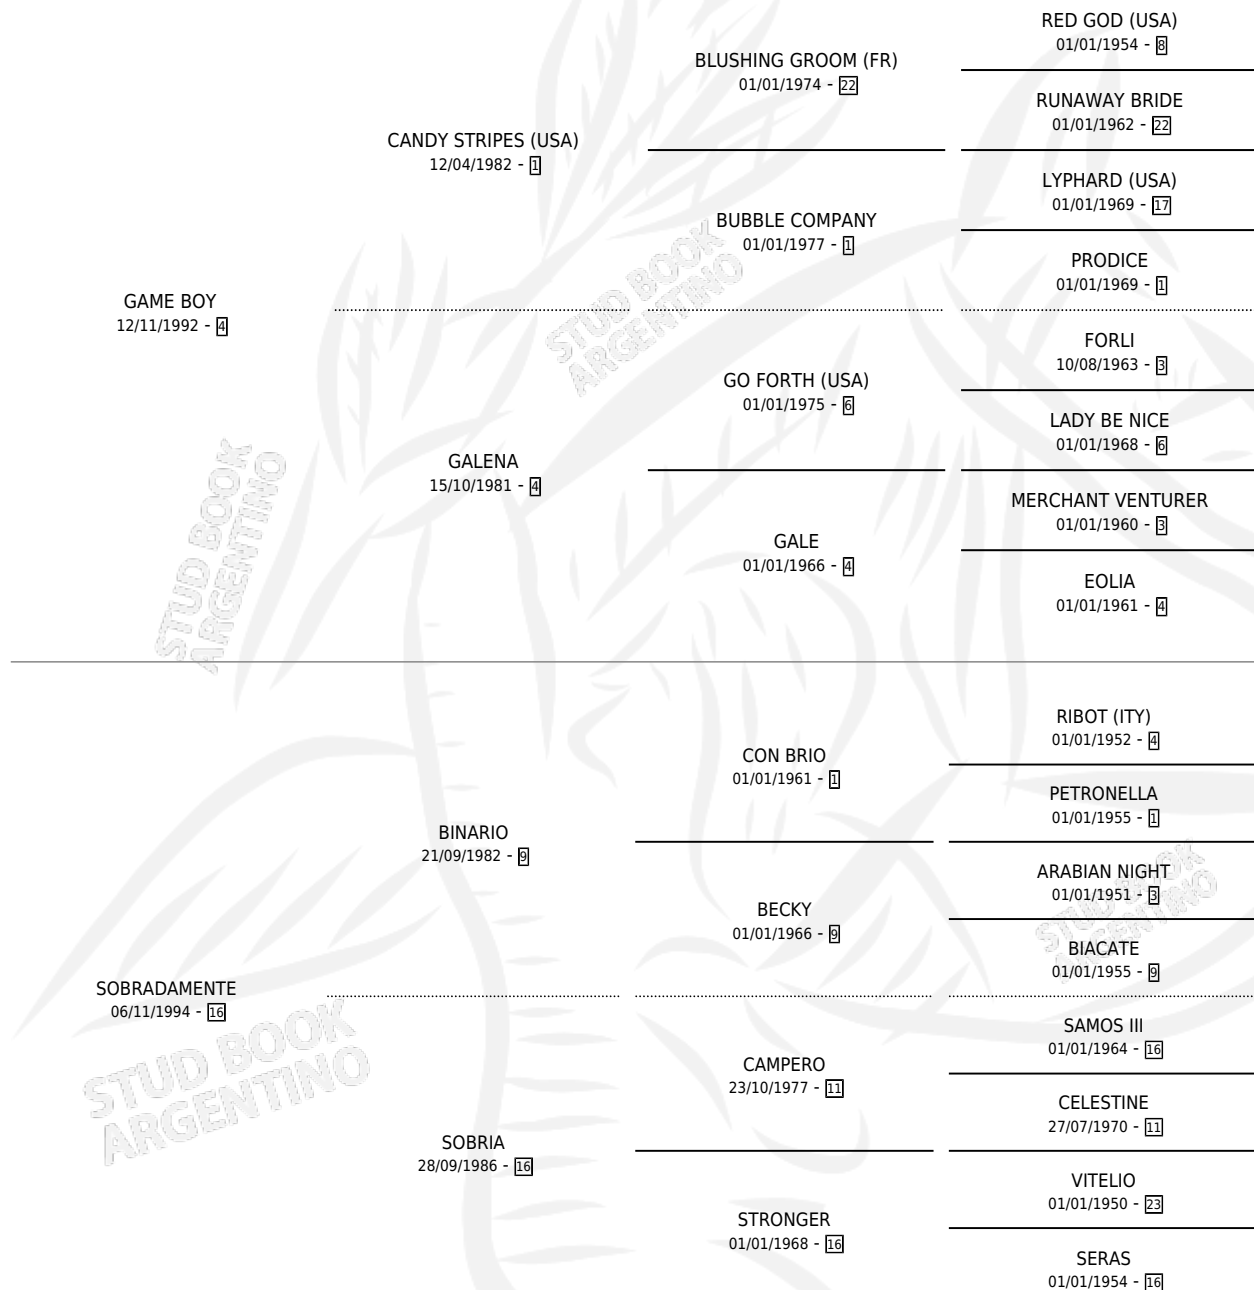 RED GOD (USA)
01/01/1954 - 8
BLUSHING GROOM (FR)
01/01/1974 - 22
RUNAWAY BRIDE
01/01/1962 - 22
CANDY STRIPES (USA)
12/04/1982 - 1
LYPHARD (USA)
01/01/1969 - 17
BUBBLE COMPANY
01/01/1977 - 1
PRODICE
01/01/1969 - 1
STUD BOOK
ARGENTINO
GAME BOY
12/11/1992 - 4
FORLI
10/08/1963 - 3
GO FORTH (USA)
01/01/1975 - 6
LADY BE NICE
01/01/1968 - 6
GALENA
15/10/1981 - 4
MERCHANT VENTURER
01/01/1960 - 3
GALE
01/01/1966 - 4
EOLIA
01/01/1961 - 4
STUD BOOK
ARGENTINO
RIBOT (ITY)
01/01/1952 - 4
CON BRIO
01/01/1961 - 1
PETRONELLA
01/01/1955 - 1
BINARIO
21/09/1982 - 9
ARABIAN NIGHT
01/01/1951 - 3
BECKY
01/01/1966 - 9
BIACATE
01/01/1955 - 9
STUD BOOK
ARGENTINO
SOBRADAMENTE
06/11/1994 - 16
SAMOS III
01/01/1964 - 16
CAMPERO
23/10/1977 - 11
CELESTINE
27/07/1970 - 11
STUD BOOK
ARGENTINO
SOBRIA
28/09/1986 - 16
VITELIO
01/01/1950 - 23
STRONGER
01/01/1968 - 16
SERAS
01/01/1954 - 16